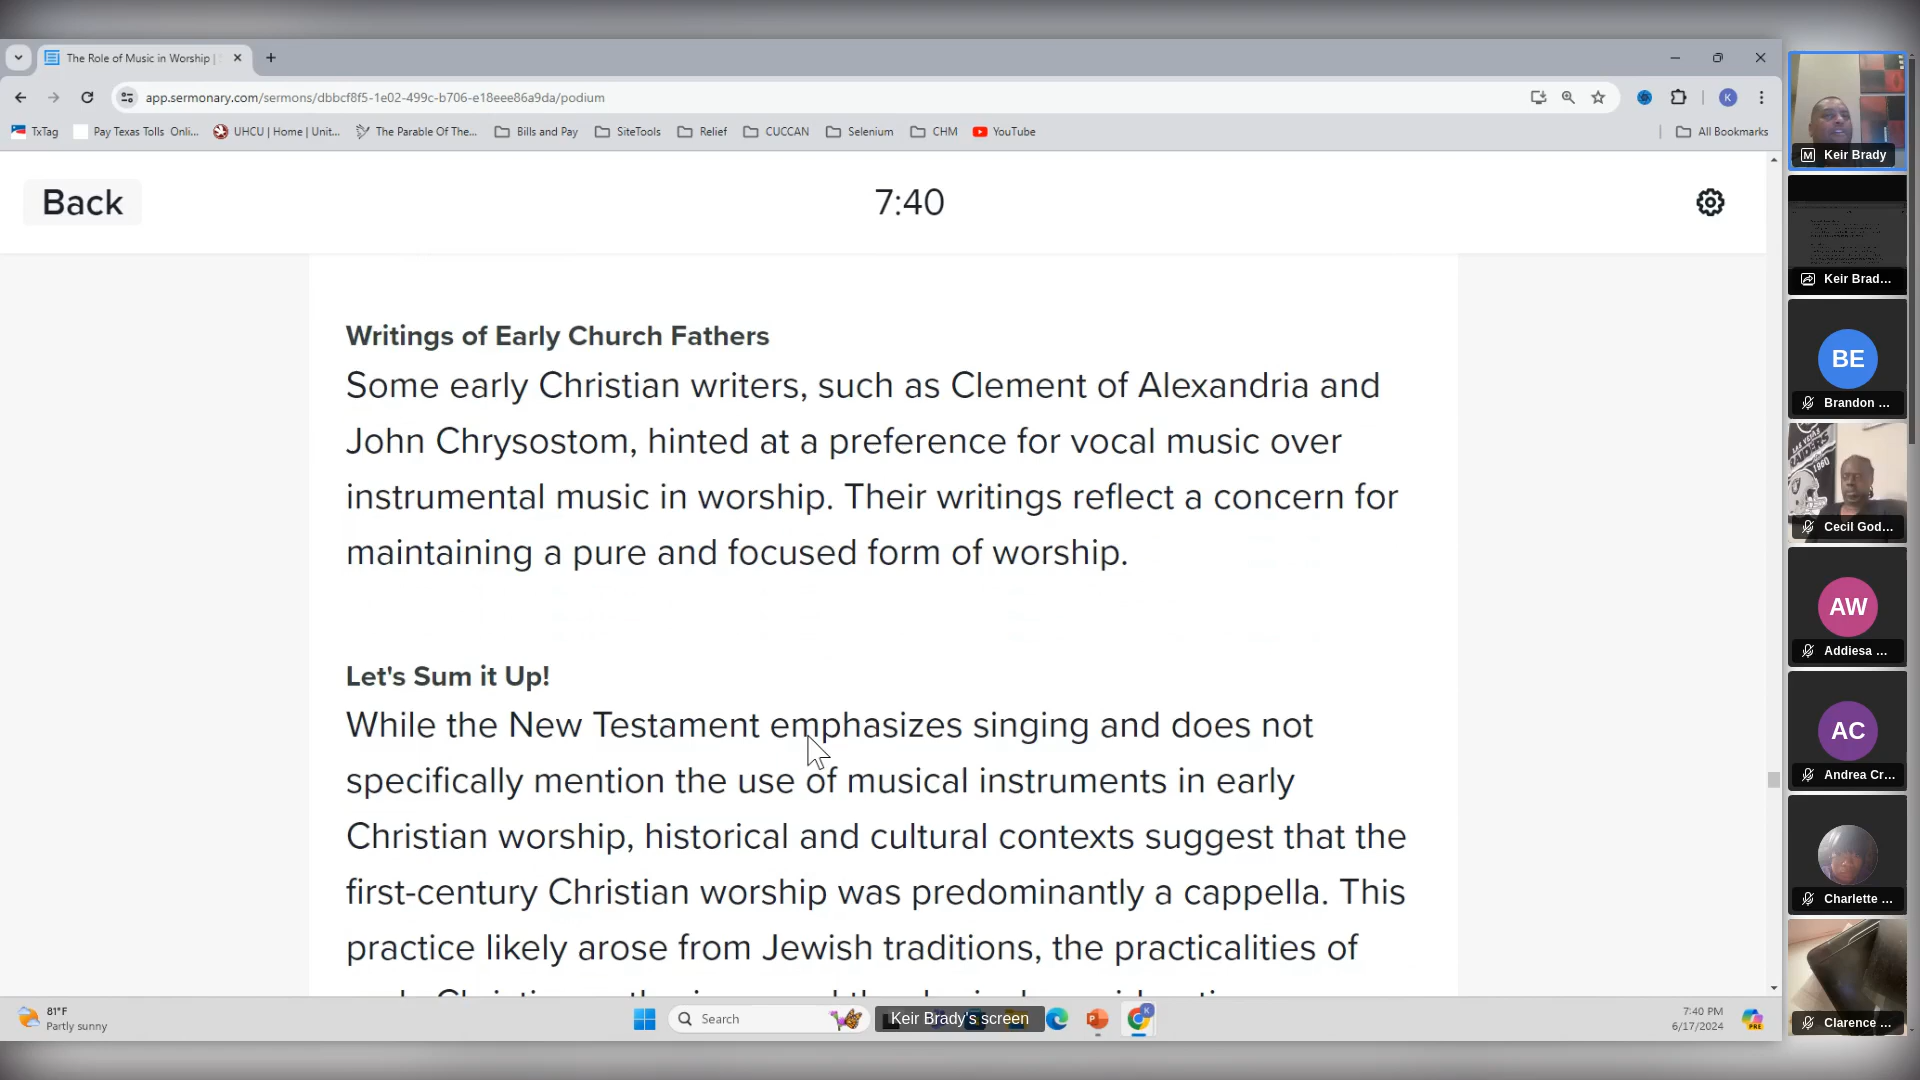 The Role of Music in Worship |
app.sermonary.com/sermons/dbbcf8f5-1e02-499c-b706-e18eee86a9da/podium
K
TxTag
Pay Texas Tolls Onli...
UHCU | Home | Unit...
The Parable Of The...
Bills and Pay
SiteTools
Relief
CUCCAN
Selenium
CHM
YouTube
All Bookmarks
Back
7:40
Writings of Early Church Fathers
Some early Christian writers, such as Clement of Alexandria and
John Chrysostom, hinted at a preference for vocal music over
instrumental music in worship. Their writings reflect a concern for
maintaining a pure and focused form of worship.
Let's Sum it Up!
While the New Testament emphasizes singing and does not
specifically mention the use of musical instruments in early
Christian worship, historical and cultural contexts suggest that the
first-century Christian worship was predominantly a cappella. This
practice likely arose from Jewish traditions, the practicalities of
81°F
Partly sunny
Search
Keir Brady's screen
7:40 PM
6/17/2024
PRE
Keir Brady
Keir Brad...
BE
Brandon ...
RAIDERS
1960
Cecil God...
AW
Addiesa ...
AC
Andrea Cr...
Charlette ...
Clarence ...